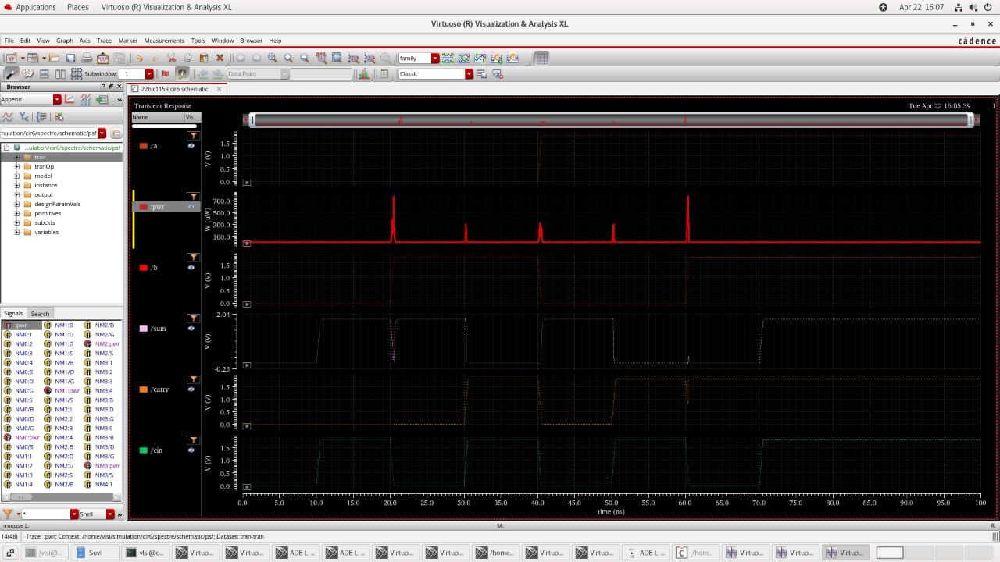 Applications Places Virtuoso (R) Visualization & Analysis XL Apr 22 16:07
Virtuoso (R) Visualization & Analysis XL
File Edit View Graph Axis Trace Marker Measurements Tools Window Browser Help cādence
family
Subwindow: 1 Data Point Classic
Browser
22blc1159 cir6 schematic
Append
Transient Response Tue Apr 22 16:05:39 1
Name Vis
mulation/cir6/spectre/schematic/psf
...ulation/cir6/spectre/schematic/psf
tran
tranOp
model
instance
output
designParamVals
primitives
subckts
variables
/a
V (V)
1.5
1.0
0.5
0.0
:pwr
W (uW)
700.0
500.0
300.0
100.0
/b
V (V)
1.5
1.0
0.5
0.0
/sum
V (V)
2.04
-0.23
/carry
V (V)
1.5
1.0
0.5
0.0
/cin
V (V)
1.5
1.0
0.5
0.0
0.0 5.0 10.0 15.0 20.0 25.0 30.0 35.0 40.0 45.0 50.0 55.0 60.0 65.0 70.0 75.0 80.0 85.0 90.0 95.0 100
time (ns)
Signals Search
:pwr NM1:B NM2/D
NM0:1 NM1:D NM2/G
NM0:2 NM1:G NM2:pwr
NM0:3 NM1:S NM2/S
NM0:4 NM1/B NM3:1
NM0:B NM1/D NM3:2
NM0:D NM1/G NM3:3
NM0:G NM1:pwr NM3:4
NM0:S NM1/S NM3:B
NM0/B NM2:1 NM3:D
NM0/D NM2:2 NM3:G
NM0/G NM2:3 NM3:S
NM0:pwr NM2:4 NM3/B
NM0/S NM2:B NM3/D
NM1:1 NM2:D NM3/G
NM1:2 NM2:G NM3:pwr
NM1:3 NM2:S NM3/S
NM1:4 NM2/B NM4:1
* Shell
mouse L: M: R:
14(48) Trace: :pwr; Context: /home/vlsi/simulation/cir6/spectre/schematic/psf; Dataset: tran-tran
[vlsi@... Suvi vlsi@c... Virtuo... Virtuo... ADE L ... ADE L ... Virtuo... Virtuo... /home... Virtuo... Virtuo... ADE L ... [/hom... Virtuo... Virtuo... Virtuo...